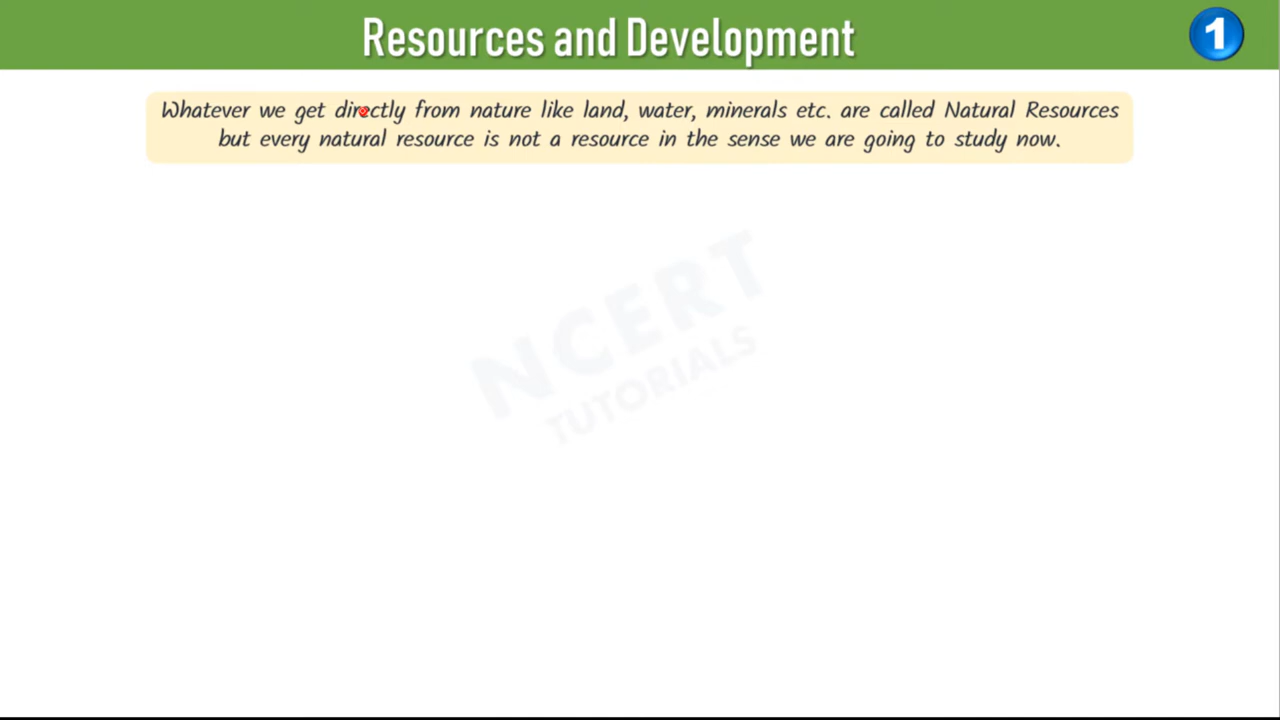 Resources and Development
1
Whatever we get directly from nature like land, water, minerals etc. are called Natural Resources
but every natural resource is not a resource in the sense we are going to study now.
NCERT
TUTORIALS